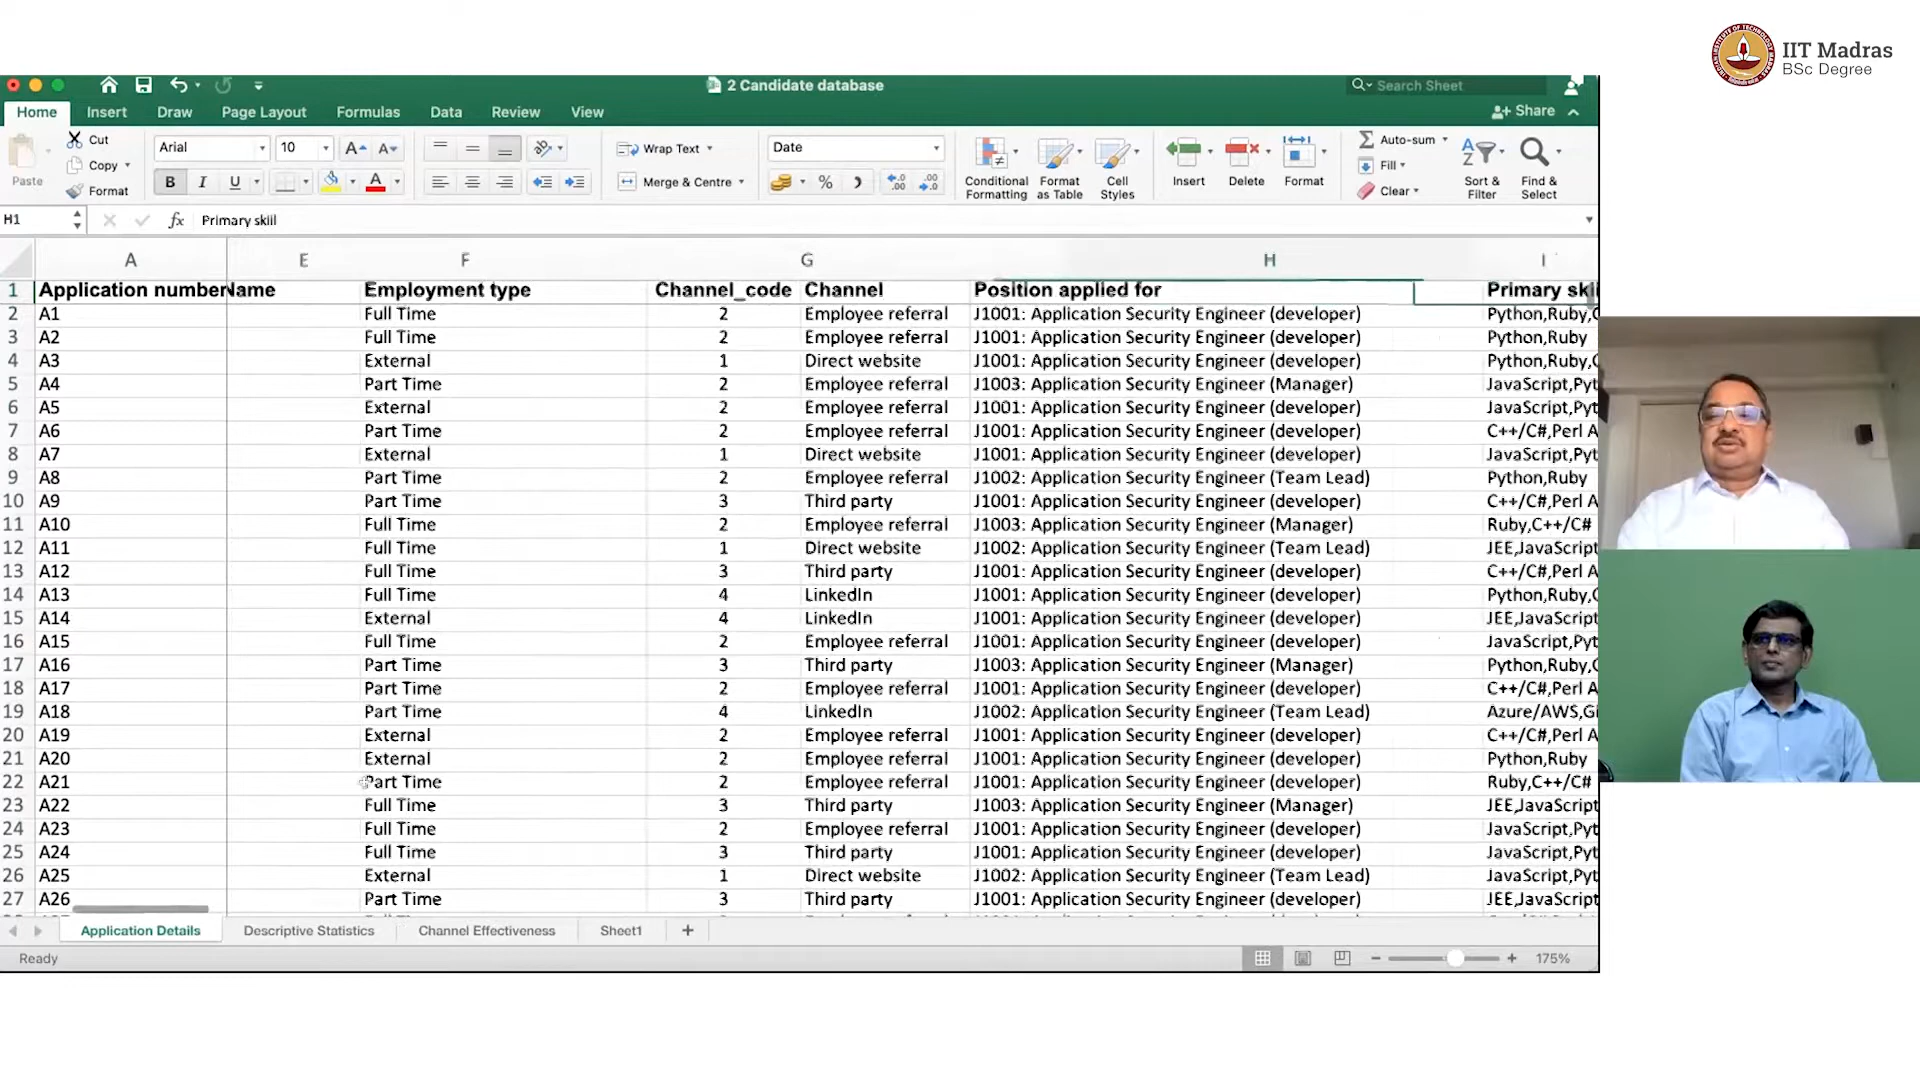 IIT Madras
BSc Degree
2 Candidate database
Search Sheet
Home Insert Draw Page Layout Formulas Data Review View
Share
Paste
Cut
Copy
Format
Arial 10
B I U
Wrap Text
Merge & Centre
Date
Conditional Formatting
Format as Table
Cell Styles
Insert Delete Format
Auto-sum
Fill
Clear
Sort & Filter
Find & Select
H1 fx Primary skill
A E F G H I
1 Application number Name Employment type Channel_code Channel Position applied for Primary
2 A1 Full Time 2 Employee referral J1001: Application Security Engineer (developer) Python,Ruby,
3 A2 Full Time 2 Employee referral J1001: Application Security Engineer (developer) Python,Ruby
4 A3 External 1 Direct website J1001: Application Security Engineer (developer) Python,Ruby,
5 A4 Part Time 2 Employee referral J1003: Application Security Engineer (Manager) JavaScript,Pyt
6 A5 External 2 Employee referral J1001: Application Security Engineer (developer) JavaScript,Pyt
7 A6 Part Time 2 Employee referral J1001: Application Security Engineer (developer) C++/C#,Perl A
8 A7 External 1 Direct website J1001: Application Security Engineer (developer) JavaScript,Pyt
9 A8 Part Time 2 Employee referral J1002: Application Security Engineer (Team Lead) Python,Ruby
10 A9 Part Time 3 Third party J1001: Application Security Engineer (developer) C++/C#,Perl A
11 A10 Full Time 2 Employee referral J1003: Application Security Engineer (Manager) Ruby,C++/C#
12 A11 Full Time 1 Direct website J1002: Application Security Engineer (Team Lead) JEE,JavaScript
13 A12 Full Time 3 Third party J1001: Application Security Engineer (developer) C++/C#,Perl A
14 A13 Full Time 4 LinkedIn J1001: Application Security Engineer (developer) Python,Ruby,
15 A14 External 4 LinkedIn J1001: Application Security Engineer (developer) JEE,JavaScript
16 A15 Full Time 2 Employee referral J1001: Application Security Engineer (developer) JavaScript,Pyt
17 A16 Part Time 3 Third party J1003: Application Security Engineer (Manager) Python,Ruby,
18 A17 Part Time 2 Employee referral J1001: Application Security Engineer (developer) C++/C#,Perl A
19 A18 Part Time 4 LinkedIn J1002: Application Security Engineer (Team Lead) Azure/AWS,Gi
20 A19 External 2 Employee referral J1001: Application Security Engineer (developer) C++/C#,Perl A
21 A20 External 2 Employee referral J1001: Application Security Engineer (developer) Python,Ruby
22 A21 Part Time 2 Employee referral J1001: Application Security Engineer (developer) Ruby,C++/C#
23 A22 Full Time 3 Third party J1003: Application Security Engineer (Manager) JEE,JavaScript
24 A23 Full Time 2 Employee referral J1001: Application Security Engineer (developer) JavaScript,Pyt
25 A24 Full Time 3 Third party J1001: Application Security Engineer (developer) JavaScript,Pyt
26 A25 External 1 Direct website J1002: Application Security Engineer (Team Lead) JavaScript,Pyt
27 A26 Part Time 3 Third party J1001: Application Security Engineer (developer) JEE,JavaScript
Application Details Descriptive Statistics Channel Effectiveness Sheet1 +
Ready 175%